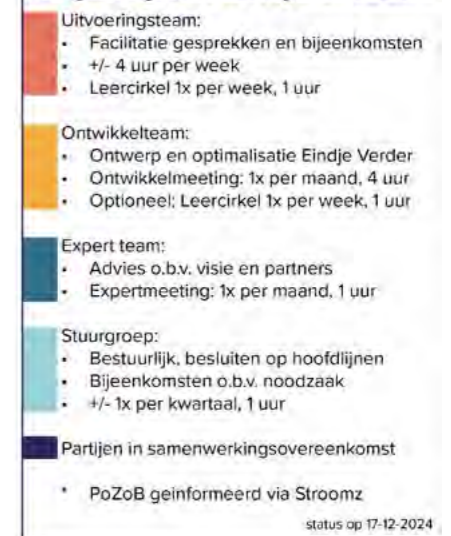 Uitvoeringsteam:
• Facilitatie gesprekken en bijeenkomsten
• +/- 4 uur per week
• Leercirkel 1x per week, 1 uur
Ontwikkelteam:
• Ontwerp en optimalisatie Eindje Verder
• Ontwikkelmeeting: 1x per maand, 4 uur
• Optioneel: Leercirkel 1x per week, 1 uur
Expert team:
• Advies o.b.v. visie en partners
• Expertmeeting: 1x per maand, 1 uur
Stuurgroep:
• Bestuurlijk, besluiten op hoofdlijnen
• Bijeenkomsten o.b.v. noodzaak
• +/- 1x per kwartaal, 1 uur
Partijen in samenwerkingsovereenkomst
* PoZoB geinformeerd via Stroomz
status op 17-12-2024